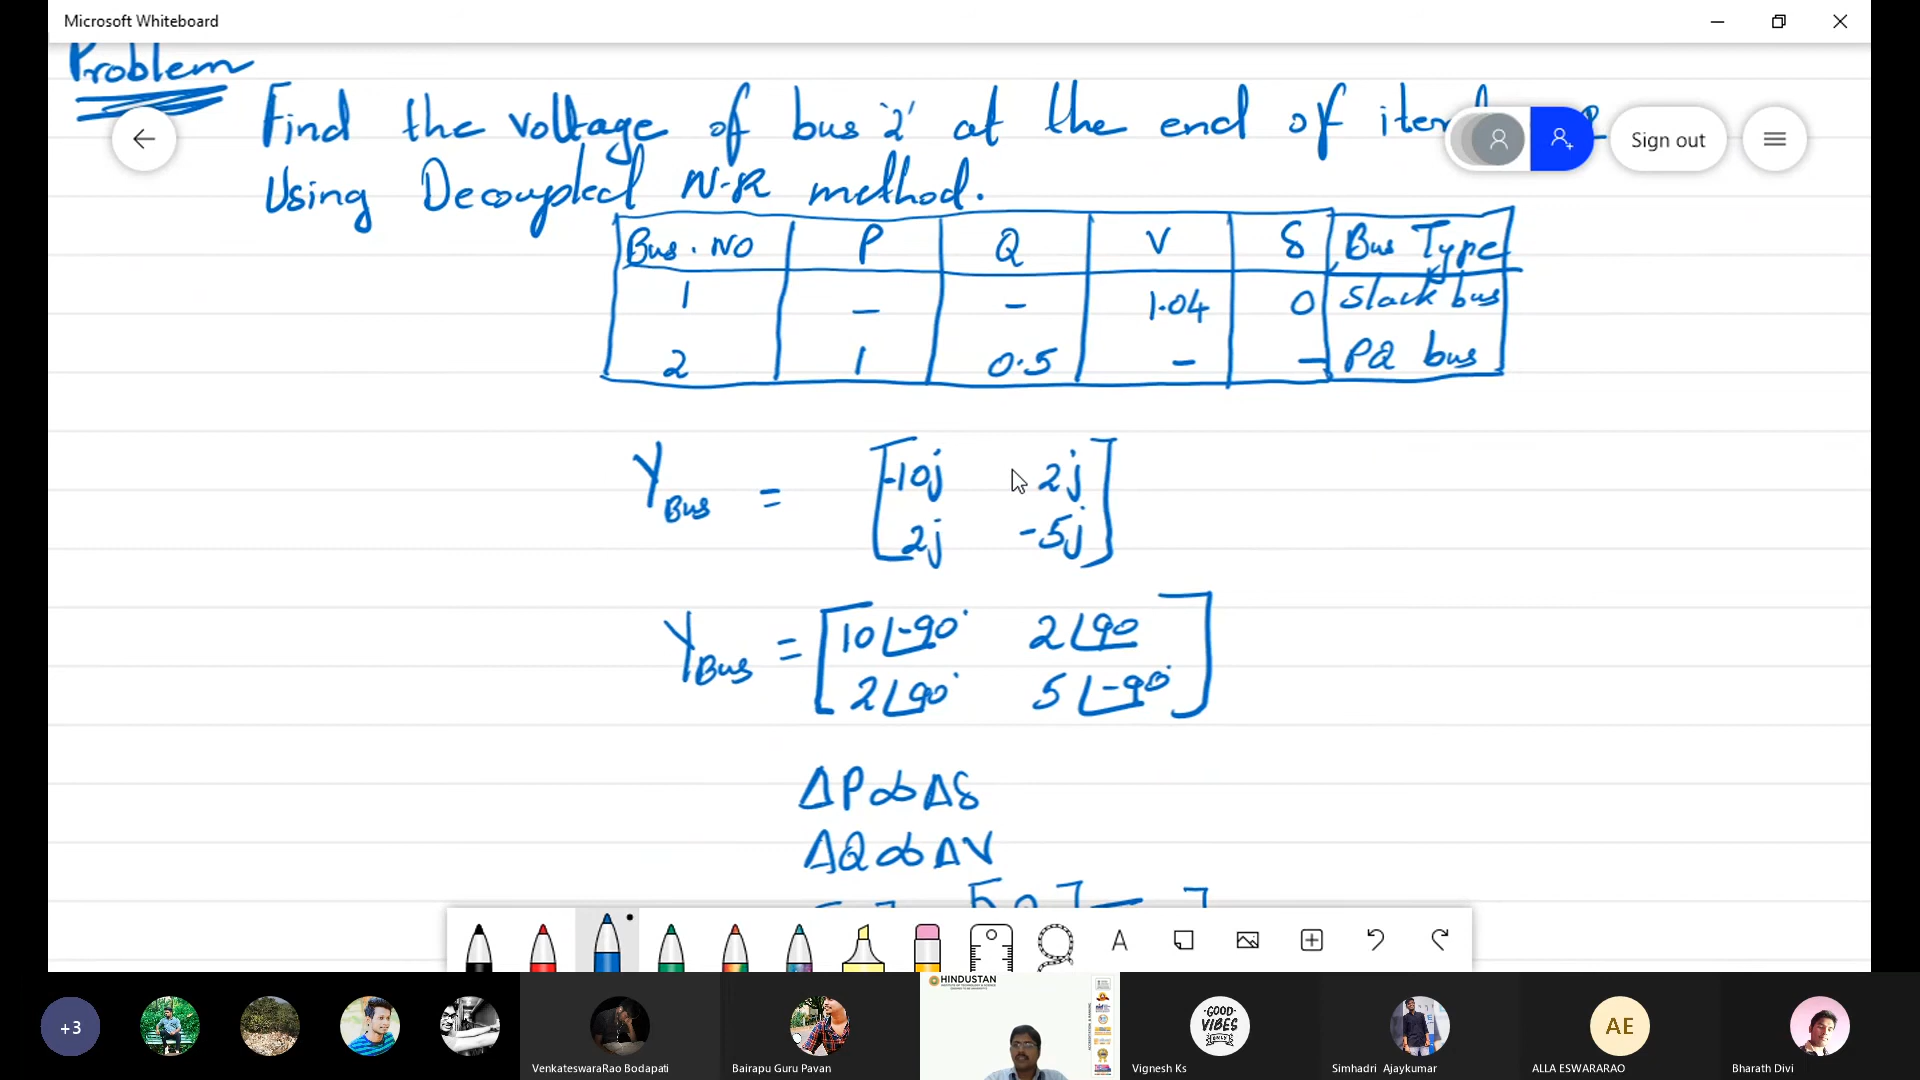 Microsoft Whiteboard
Problem
Find the voltage of bus '2' at the end of
Using Decoupled N-R method.
Sign out
Bus. NO P Q V δ Bus Type
1 - - 1.04 0 Slack bus
2 1 0.5 - - PQ bus
Y Bus = [-10j 2j
2j -5j]
Y Bus = [10∠-90° 2∠90
2∠90° 5∠-90°]
ΔP∝Δδ
ΔQ∝ΔV
A
HINDUSTAN
GOOD
VIBES
ONLY
AE
+3
VenkateswaraRao Bodapati
Bairapu Guru Pavan
Vignesh Ks
Simhadri Ajaykumar
ALLA ESWARARAO
Bharath Divi